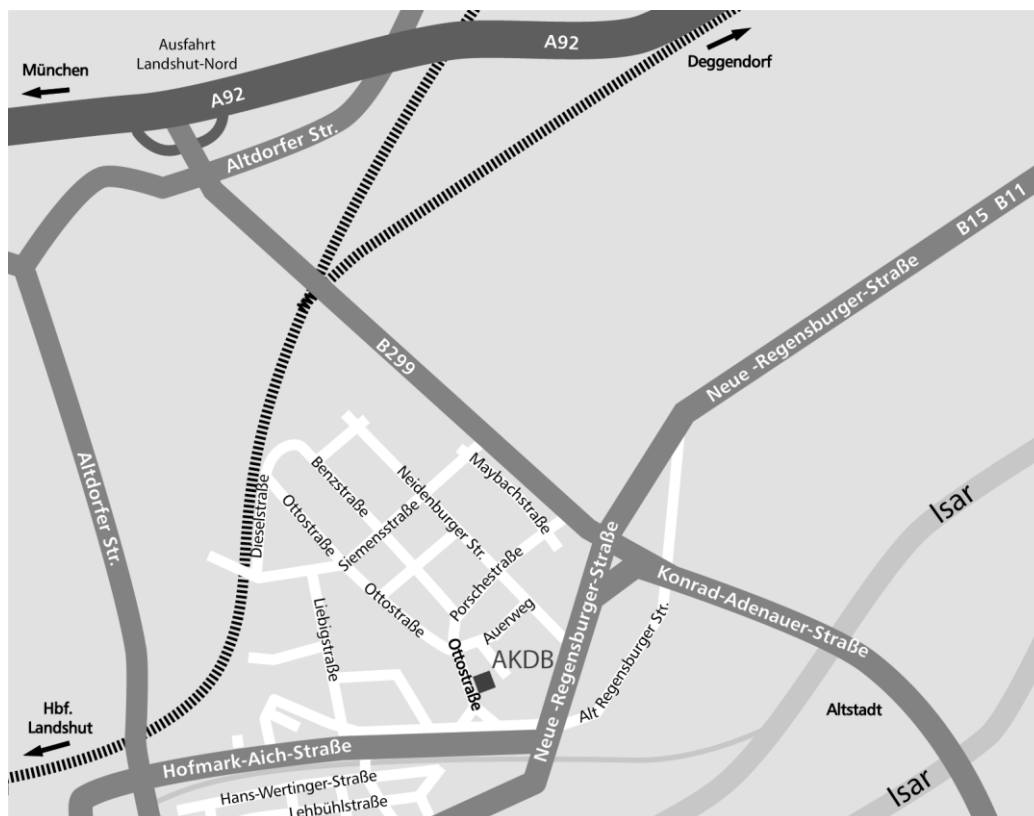 Ausfahrt
Landshut-Nord
A92
München
Deggendorf
A92
Altdorfer Str.
B15 B11
Neue -Regensburger-Straße
B299
Altdorfer Str.
Benzstraße
Neidenburger Str.
Maybachstraße
Dieselstraße
Ottostraße
Siemensstraße
Isar
Porschestraße
Ottostraße
Liebigstraße
Auerweg
Ottostraße
AKDB
Neue -Regensburger-Straße
Konrad-Adenauer-Straße
Alt Regensburger Str.
Altstadt
Hbf.
Landshut
Hofmark-Aich-Straße
Hans-Wertinger-Straße
Lehbühlstraße
Isar